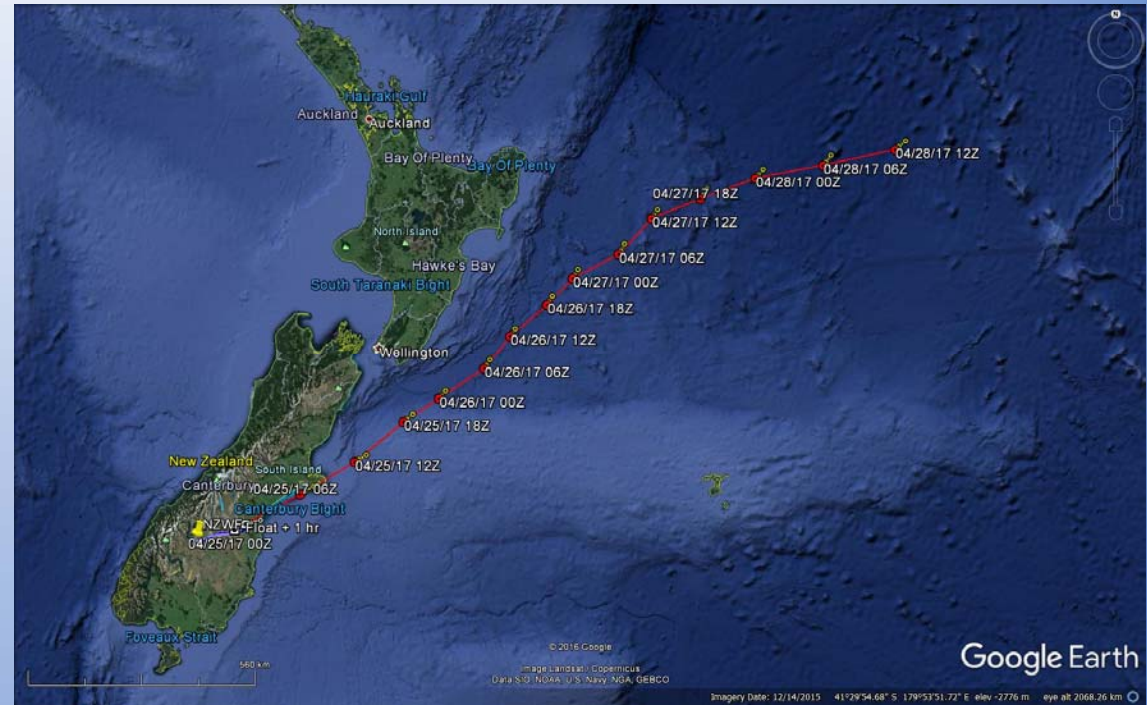 N
Hauraki Gulf
Auckland
Auckland
Bay Of Plenty
Bay Of Plenty
04/28/17 12Z
04/28/17 06Z
04/28/17 00Z
04/27/17 18Z
04/27/17 12Z
North Island
04/27/17 06Z
Hawke's Bay
04/27/17 00Z
South Taranaki Bight
04/26/17 18Z
04/26/17 12Z
Wellington
04/26/17 06Z
04/26/17 00Z
04/25/17 18Z
New Zealand
04/25/17 12Z
South Island
Canterbury
04/25/17 06Z
Canterbury Bight
Float + 1 hr
04/25/17 00Z
Foveaux Strait
560 km
© 2016 Google
Image Landsat / Copernicus
Data SIO, NOAA, U.S. Navy, NGA, GEBCO
Google Earth
Imagery Date: 12/14/2015 41°29'54.68" S 179°53'51.72" E elev -2776 m eye alt 2068.26 km